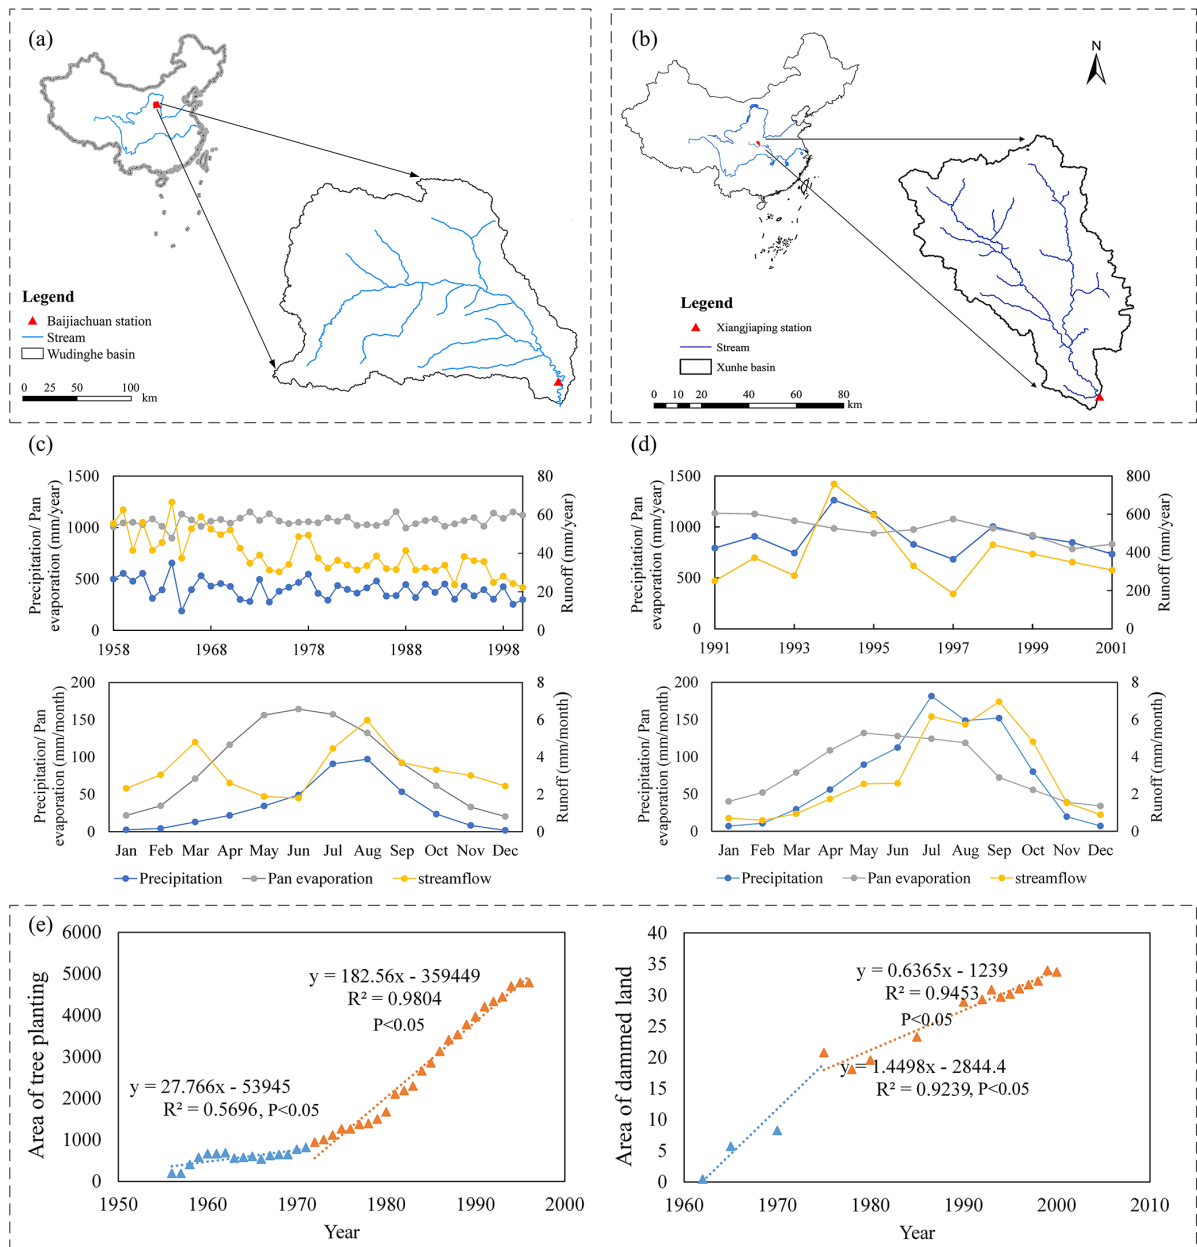 (a)
Legend
Baijiachuan station
Stream
Wudinghe basin
0 25 50 100
km
(b)
N
Legend
Xiangjiaping station
Stream
Xunhe basin
0 10 20 40 60 80
km
(c)
Precipitation/ Pan
evaporation (mm/year)
1500
1000
500
0
80
60
40
20
0
Runoff (mm/year)
1958 1968 1978 1988 1998
Precipitation/ Pan
evaporation (mm/month)
200
150
100
50
0
8
6
4
2
0
Runoff (mm/month)
Jan Feb Mar Apr May Jun Jul Aug Sep Oct Nov Dec
Precipitation Pan evaporation streamflow
(d)
Precipitation/ Pan
evaporation (mm/year)
1500
1000
500
0
800
600
400
200
0
Runoff (mm/year)
1991 1993 1995 1997 1999 2001
Precipitation/ Pan
evaporation (mm/month)
200
150
100
50
0
8
6
4
2
0
Runoff (mm/month)
Jan Feb Mar Apr May Jun Jul Aug Sep Oct Nov Dec
Precipitation Pan evaporation streamflow
(e)
Area of tree planting
6000
5000
4000
3000
2000
1000
0
y = 182.56x - 359449
R² = 0.9804
P<0.05
y = 27.766x - 53945
R² = 0.5696, P<0.05
1950 1960 1970 1980 1990 2000
Year
Area of dammed land
40
35
30
25
20
15
10
5
0
y = 0.6365x - 1239
R² = 0.9453
P<0.05
y = 1.4498x - 2844.4
R² = 0.9239, P<0.05
1960 1970 1980 1990 2000 2010
Year